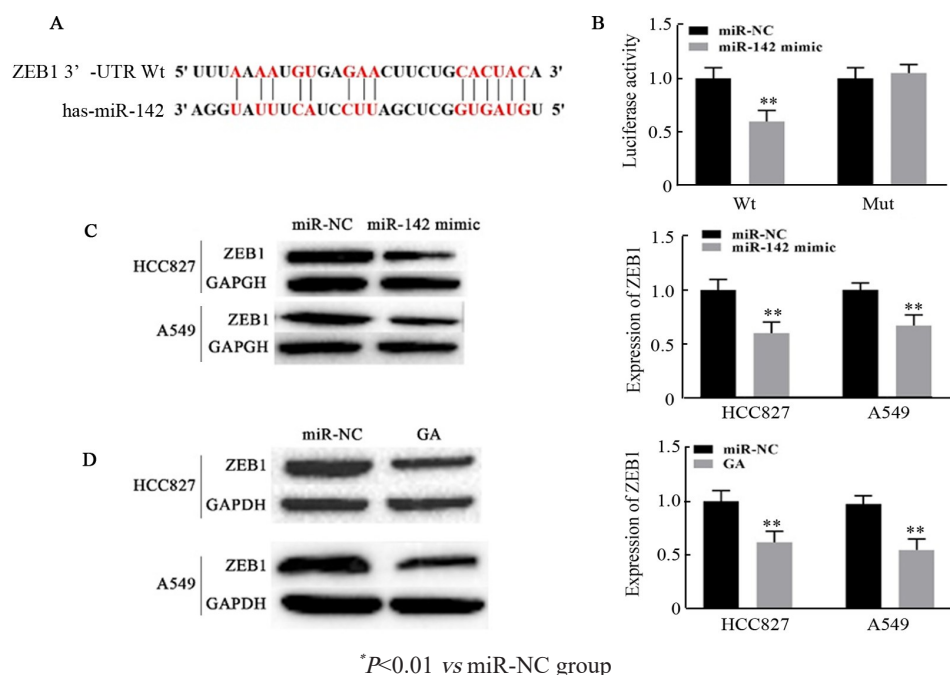 A
ZEB1 3’ -UTR Wt 5' UUUAAAAUGUGAGAACUUCUGCACUACA 3'
has-miR-142 3'AGGUAUUUCAUCCUUAGCUCGGUGAUGU 5'
B
Luciferase activity
1.5
1.0
0.5
0
miR-NC
miR-142 mimic
**
Wt
Mut
C
miR-NC
miR-142 mimic
HCC827
ZEB1
GAPGH
A549
ZEB1
GAPGH
Expression of ZEB1
1.5
1.0
0.5
0
miR-NC
miR-142 mimic
**
**
HCC827
A549
D
miR-NC
GA
HCC827
ZEB1
GAPDH
A549
ZEB1
GAPDH
Expression of ZEB1
1.5
1.0
0.5
0
miR-NC
GA
**
**
HCC827
A549
*P<0.01 vs miR-NC group